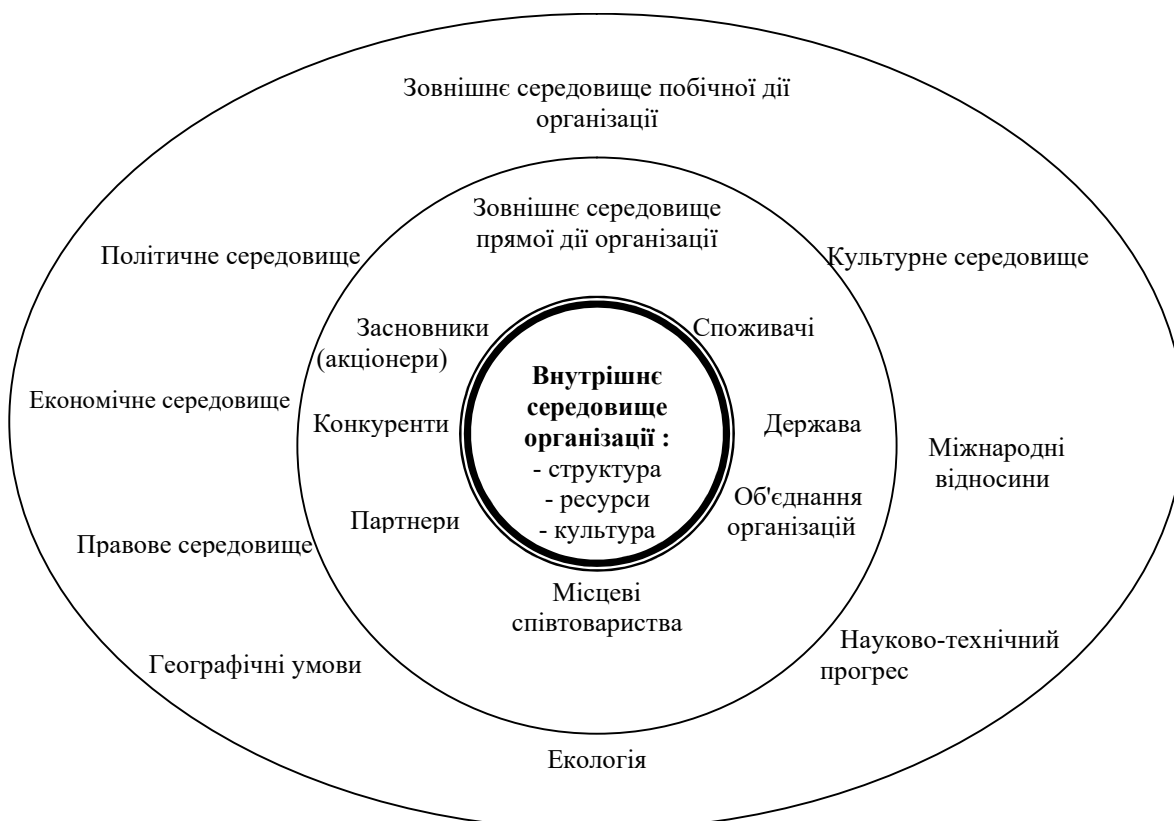 Зовнішнє середовище побічної дії
організації
Зовнішнє середовище
прямої дії організації
Політичне середовище
Культурне середовище
Засновники
(акціонери)
Споживачі
Внутрішнє
середовище
організації :
- структура
- ресурси
- культура
Економічне середовище
Конкуренти
Держава
Міжнародні
відносини
Партнери
Об'єднання
організацій
Правове середовище
Місцеві
співтовариства
Географічні умови
Науково-технічний
прогрес
Екологія